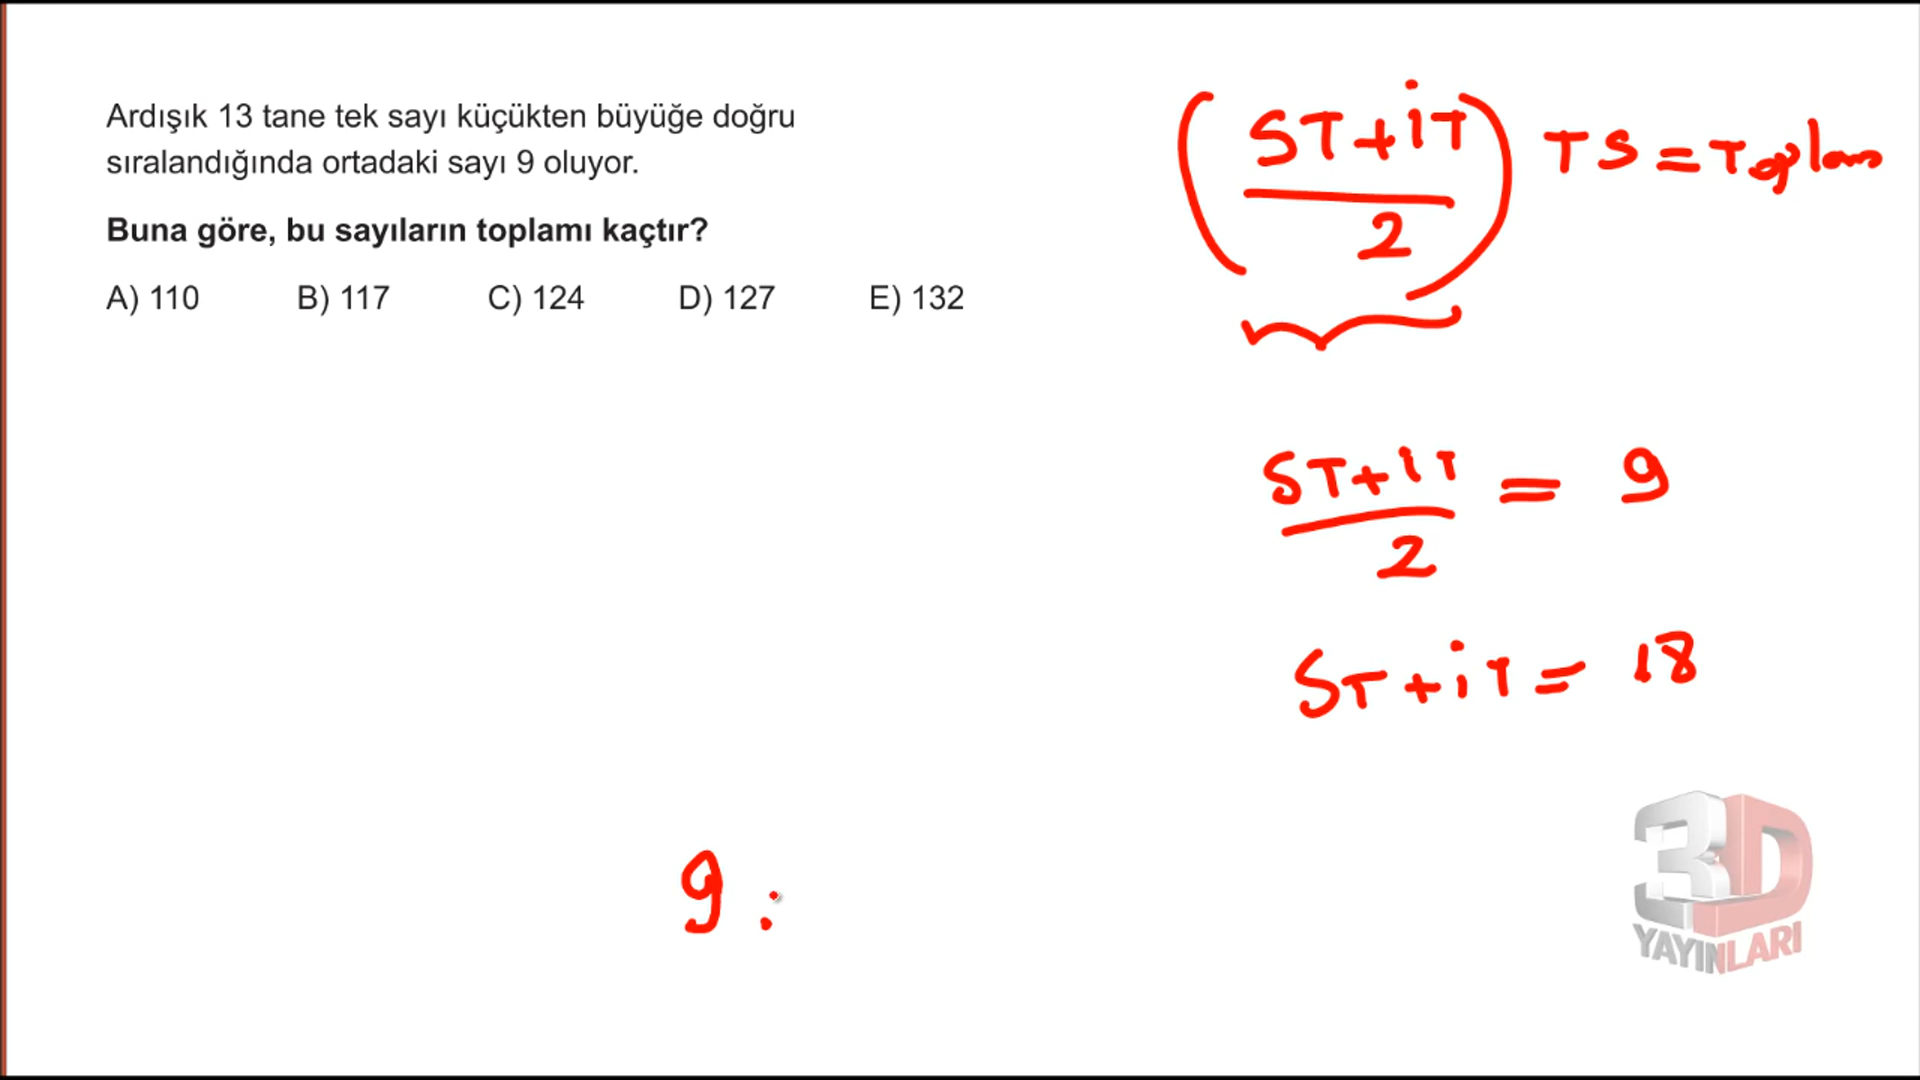 Ardışık 13 tane tek sayı küçükten büyüğe doğru
sıralandığında ortadaki sayı 9 oluyor.
Buna göre, bu sayıların toplamı kaçtır?
A) 110 B) 117 C) 124 D) 127 E) 132
(ST+İT/2) TS = Toplam
ST+İT/2 = 9
ST+İT = 18
9 .
3D
YAYINLARI